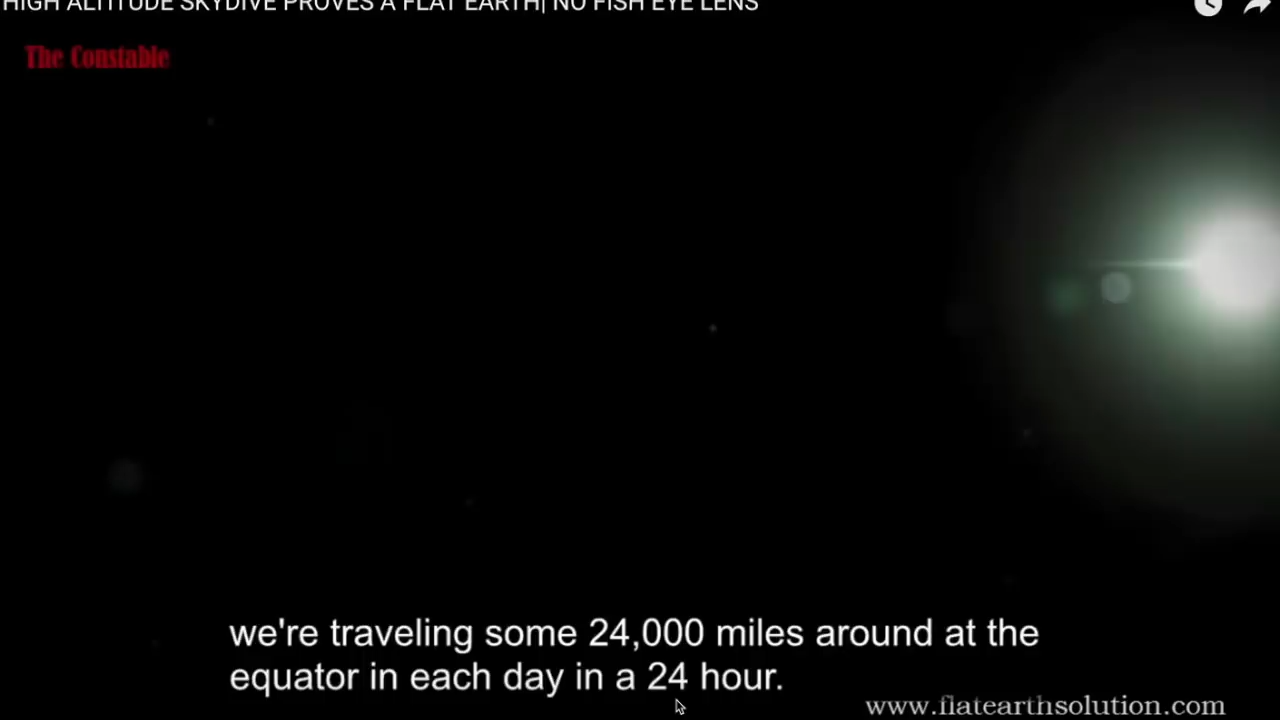 HIGH ALTITUDE SKYDIVE PROVES A FLAT EARTH| NO FISH EYE LENS
The Constable
we're traveling some 24,000 miles around at the
equator in each day in a 24 hour.
www.flatearthsolution.com